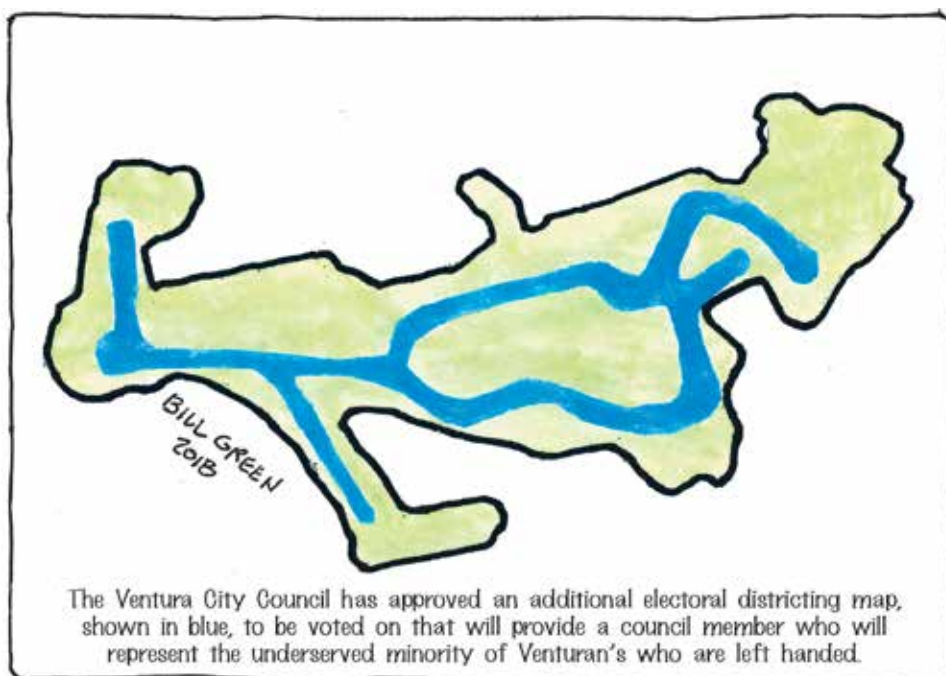 BILL GREEN
2018
The Ventura City Council has approved an additional electoral districting map,
shown in blue, to be voted on that will provide a council member who will
represent the underserved minority of Venturan's who are left handed.